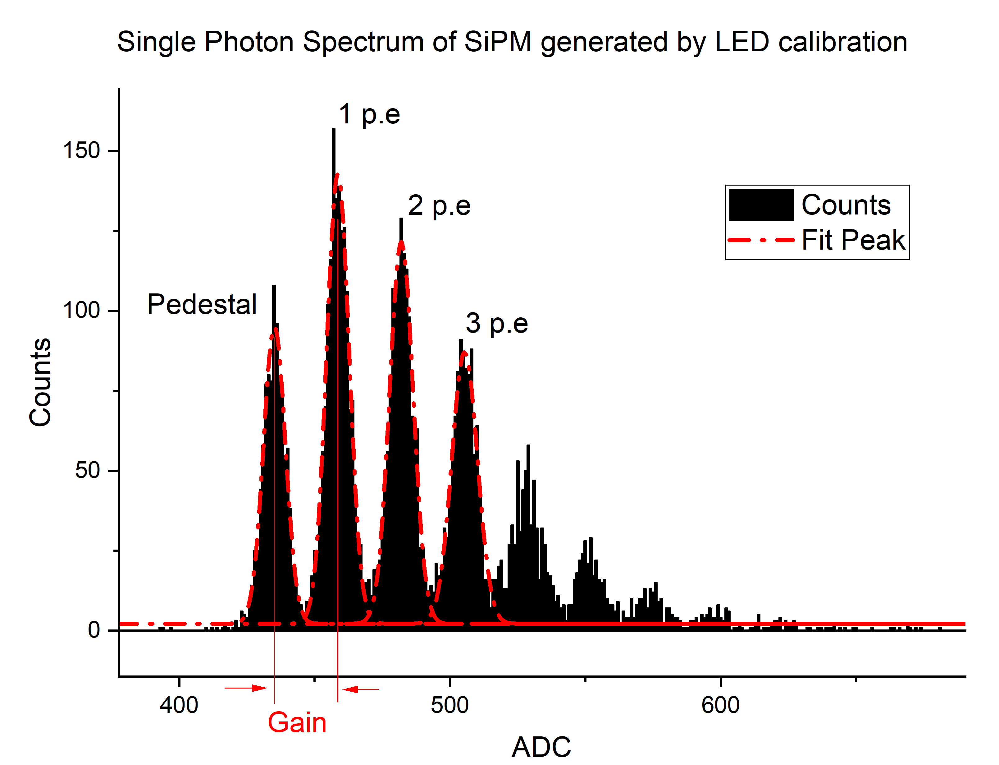 Single Photon Spectrum of SiPM generated by LED calibration
1 p.e
2 p.e
3 p.e
Pedestal
Counts
Fit Peak
Counts
150
100
50
0
400
500
600
Gain
ADC